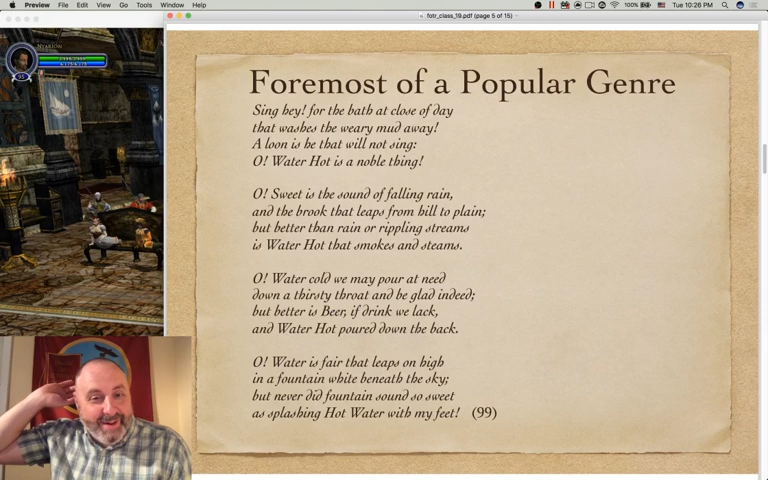 Preview File Edit View Go Tools Window Help
100% Tue 10:26 PM
fotr_class_19.pdf (page 5 of 15)
Foremost of a Popular Genre
Sing hey! for the bath at close of day
that washes the weary mud away!
A loon is he that will not sing:
O! Water Hot is a noble thing!
O! Sweet is the sound of falling rain,
and the brook that leaps from hill to plain;
but better than rain or rippling streams
is Water Hot that smokes and steams.
O! Water cold we may pour at need
down a thirsty throat and be glad indeed;
but better is Beer, if drink we lack,
and Water Hot poured down the back.
O! Water is fair that leaps on high
in a fountain white beneath the sky;
but never did fountain sound so sweet
as splashing Hot Water with my feet! (99)